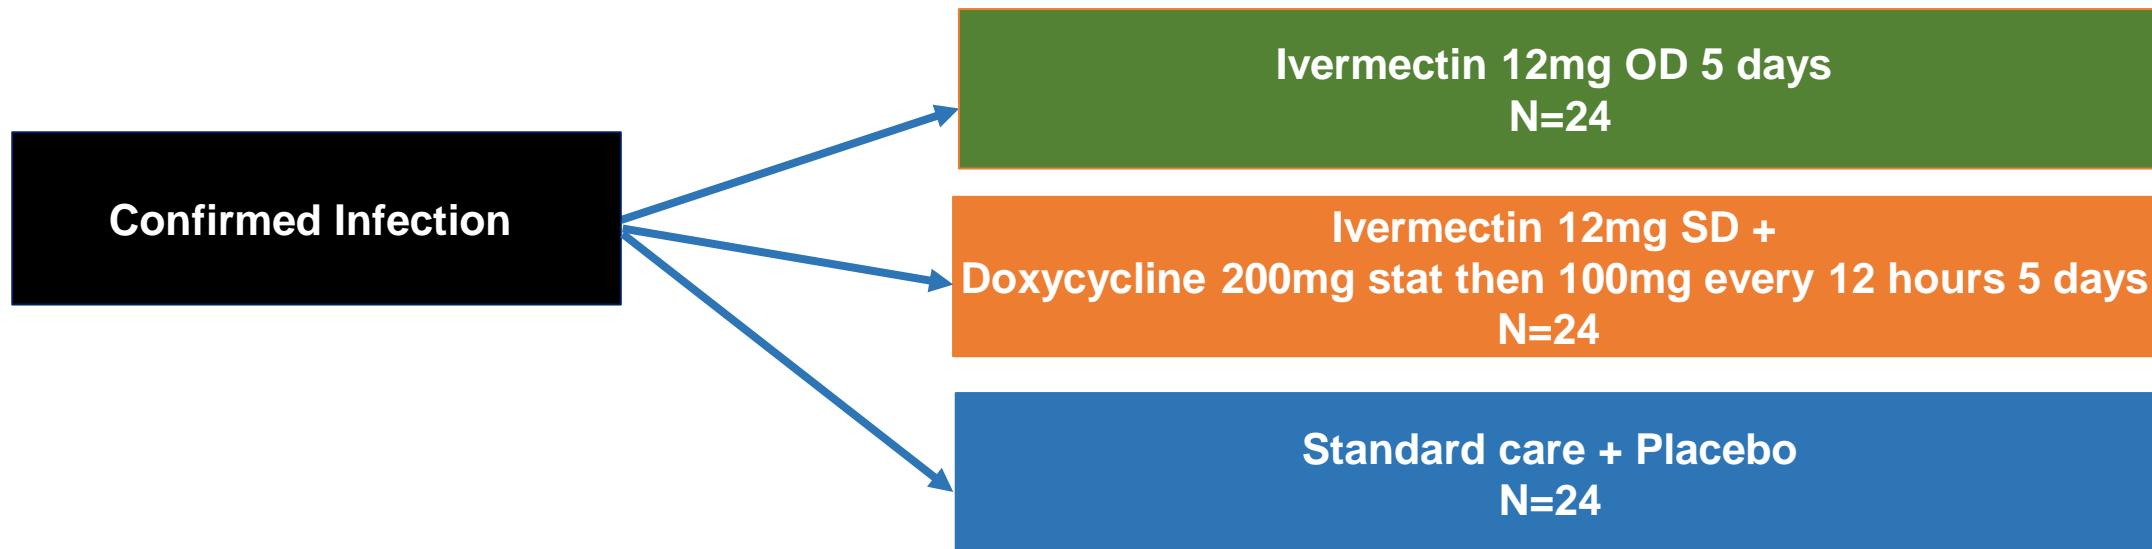 Confirmed Infection
Ivermectin 12mg OD 5 days
N=24
Ivermectin 12mg SD +
Doxycycline 200mg stat then 100mg every 12 hours 5 days
N=24
Standard care + Placebo
N=24